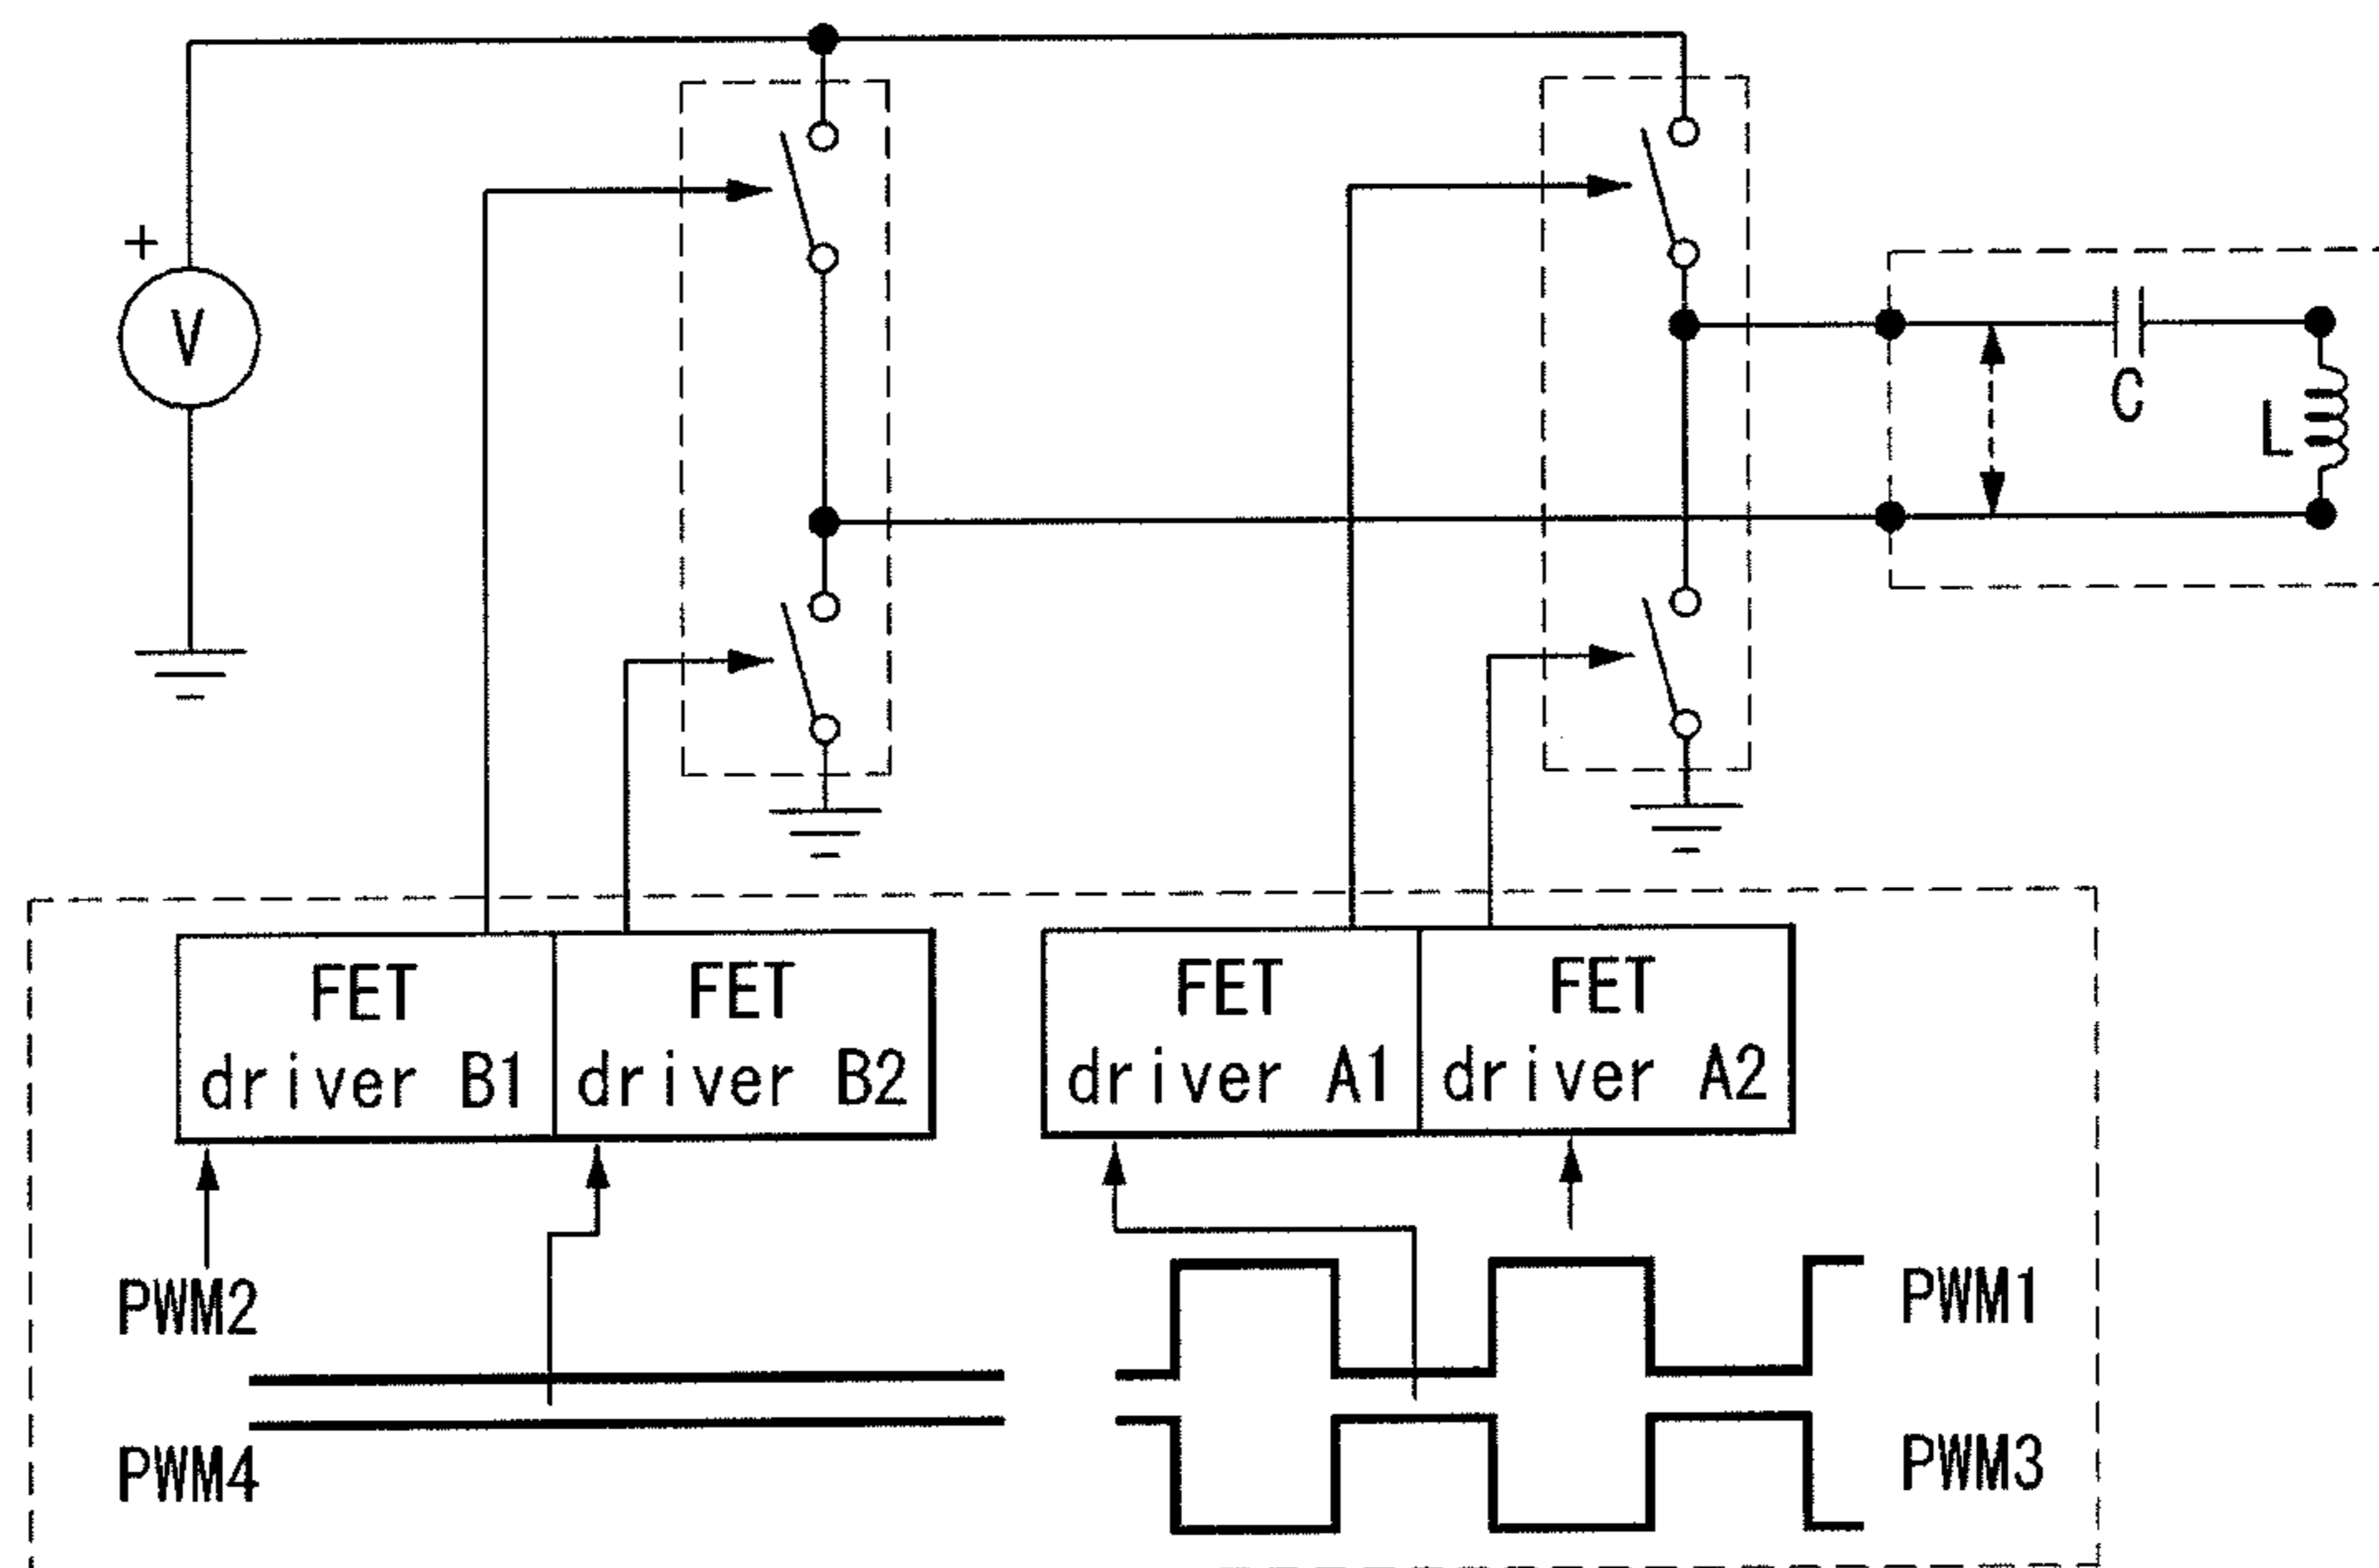 +
V
C
L
FET
driver B1
FET
driver B2
FET
driver A1
FET
driver A2
PWM2
PWM1
PWM4
PWM3